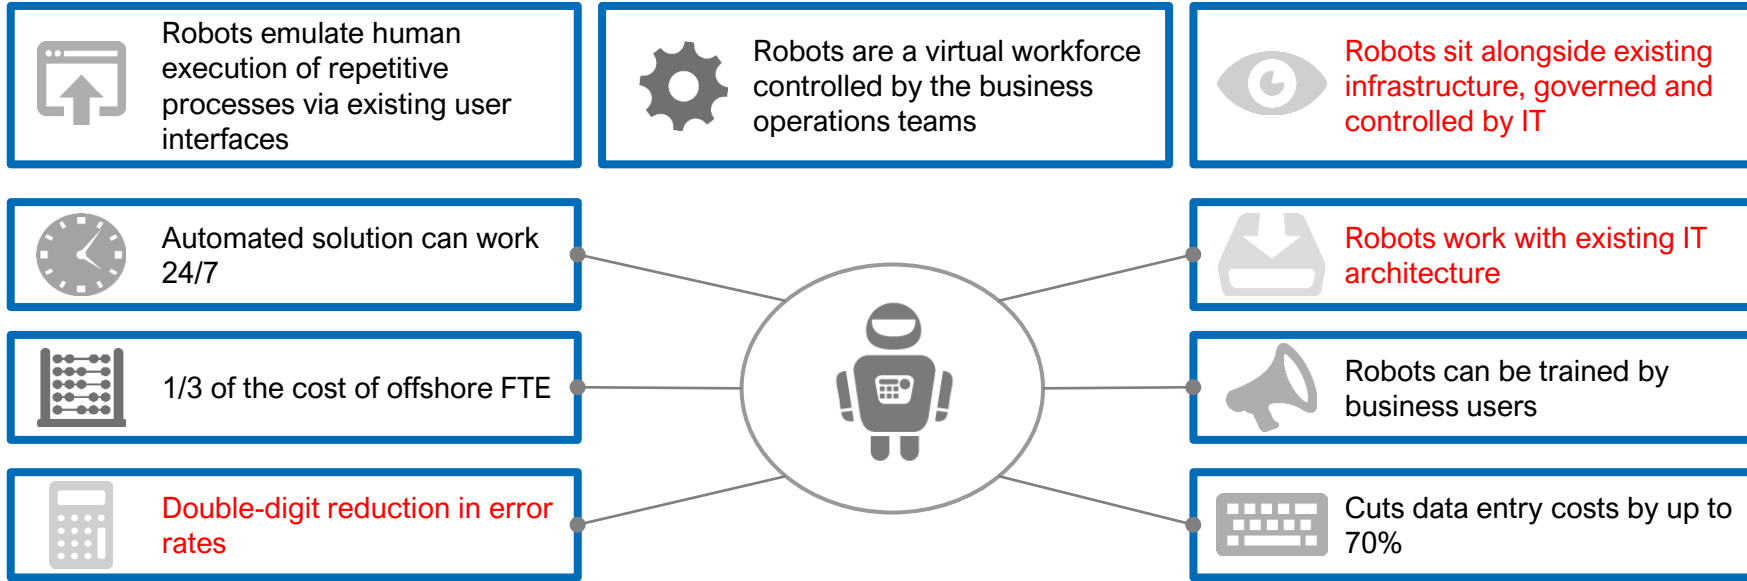 Robots emulate human
execution of repetitive
processes via existing user
interfaces
Robots are a virtual workforce
controlled by the business
operations teams
Robots sit alongside existing
infrastructure, governed and
controlled by IT
Automated solution can work
24/7
1/3 of the cost of offshore FTE
Double-digit reduction in error
rates
Robots work with existing IT
architecture
Robots can be trained by
business users
Cuts data entry costs by up to
70%